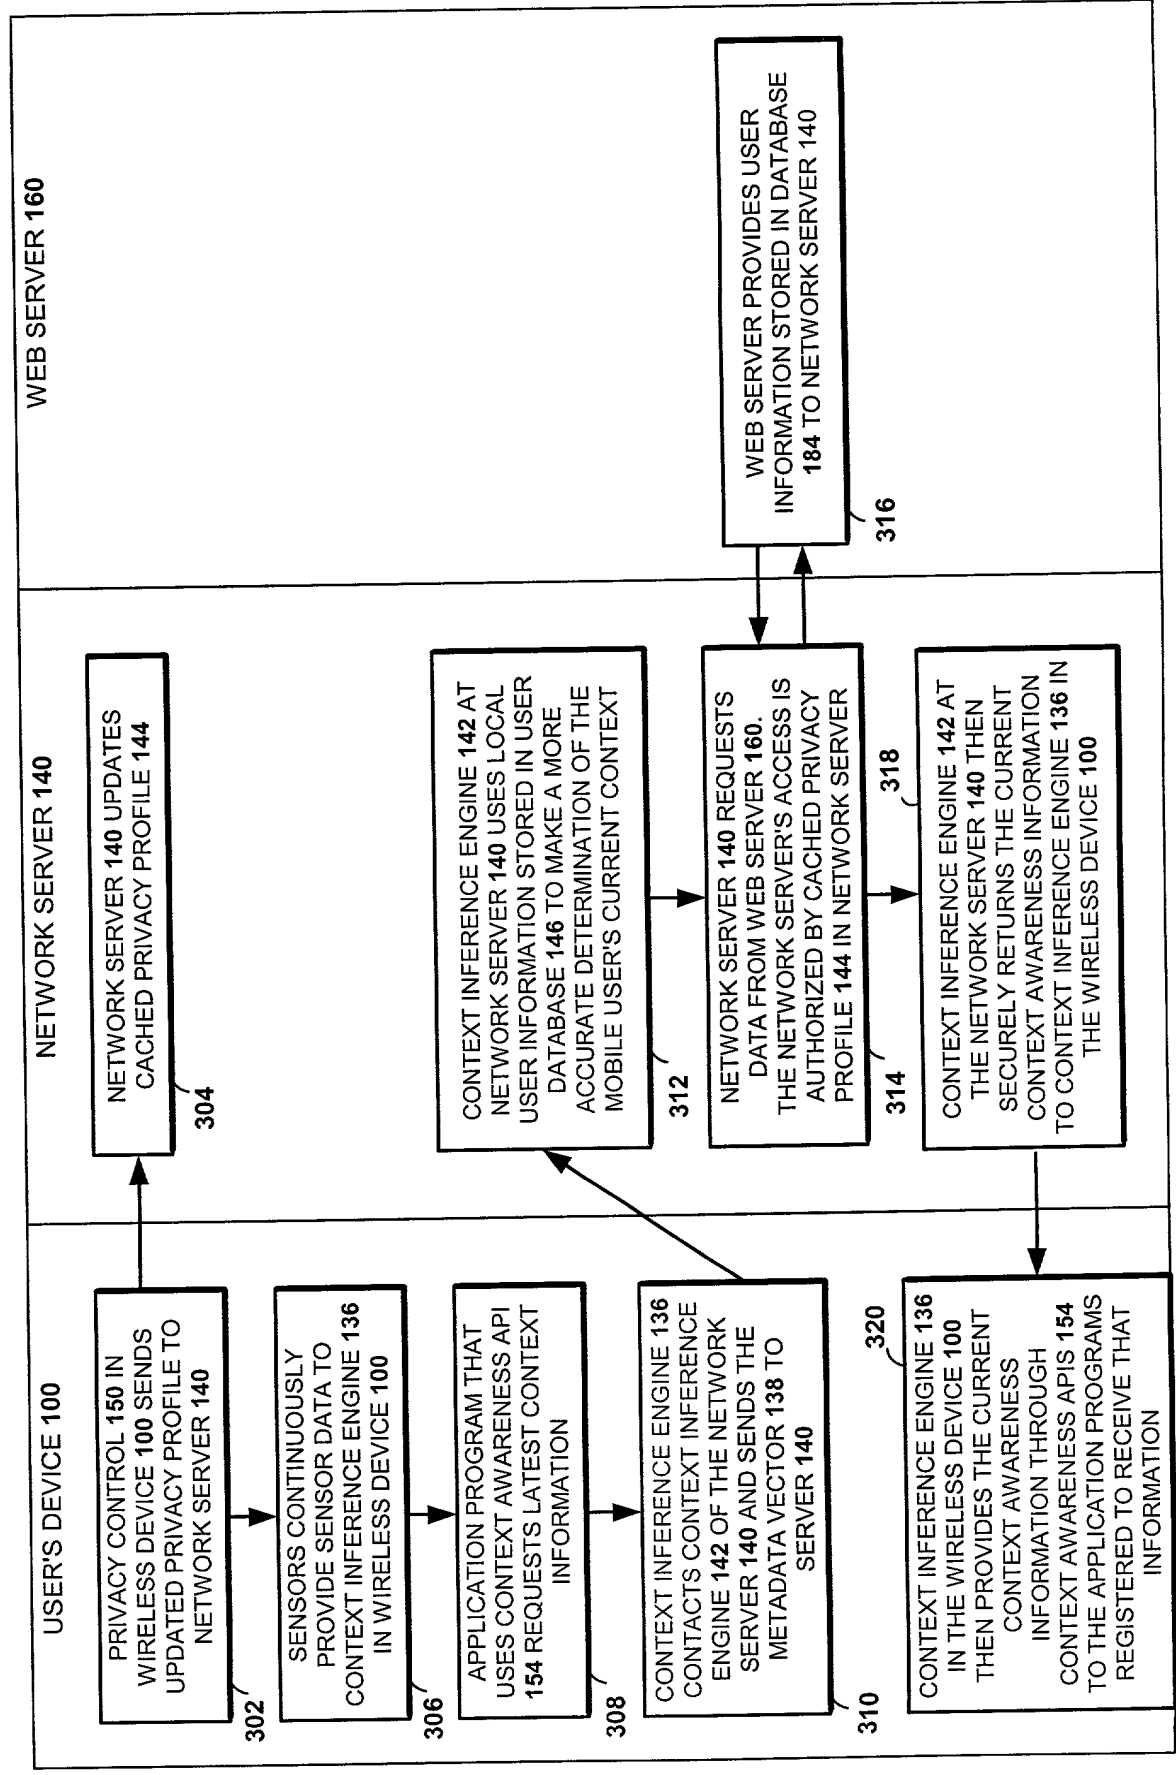 USER'S DEVICE 100
NETWORK SERVER 140
WEB SERVER 160
PRIVACY CONTROL 150 IN
WIRELESS DEVICE 100 SENDS
UPDATED PRIVACY PROFILE TO
NETWORK SERVER 140
302
NETWORK SERVER 140 UPDATES
CACHED PRIVACY PROFILE 144
304
SENSORS CONTINUOUSLY
PROVIDE SENSOR DATA TO
CONTEXT INFERENCE ENGINE 136
IN WIRELESS DEVICE 100
306
APPLICATION PROGRAM THAT
USES CONTEXT AWARENESS API
154 REQUESTS LATEST CONTEXT
INFORMATION
308
CONTEXT INFERENCE ENGINE 136
CONTACTS CONTEXT INFERENCE
ENGINE 142 OF THE NETWORK
SERVER 140 AND SENDS THE
METADATA VECTOR 138 TO
SERVER 140
310
CONTEXT INFERENCE ENGINE 142 AT
NETWORK SERVER 140 USES LOCAL
USER INFORMATION STORED IN USER
DATABASE 146 TO MAKE A MORE
ACCURATE DETERMINATION OF THE
MOBILE USER'S CURRENT CONTEXT
312
NETWORK SERVER 140 REQUESTS
DATA FROM WEB SERVER 160.
THE NETWORK SERVER'S ACCESS IS
AUTHORIZED BY CACHED PRIVACY
PROFILE 144 IN NETWORK SERVER
314
WEB SERVER PROVIDES USER
INFORMATION STORED IN DATABASE
184 TO NETWORK SERVER 140
316
318
CONTEXT INFERENCE ENGINE 142 AT
THE NETWORK SERVER 140 THEN
SECURELY RETURNS THE CURRENT
CONTEXT AWARENESS INFORMATION
TO CONTEXT INFERENCE ENGINE 136 IN
THE WIRELESS DEVICE 100
320
CONTEXT INFERENCE ENGINE 136
IN THE WIRELESS DEVICE 100
THEN PROVIDES THE CURRENT
CONTEXT AWARENESS
INFORMATION THROUGH
CONTEXT AWARENESS APIS 154
TO THE APPLICATION PROGRAMS
REGISTERED TO RECEIVE THAT
INFORMATION